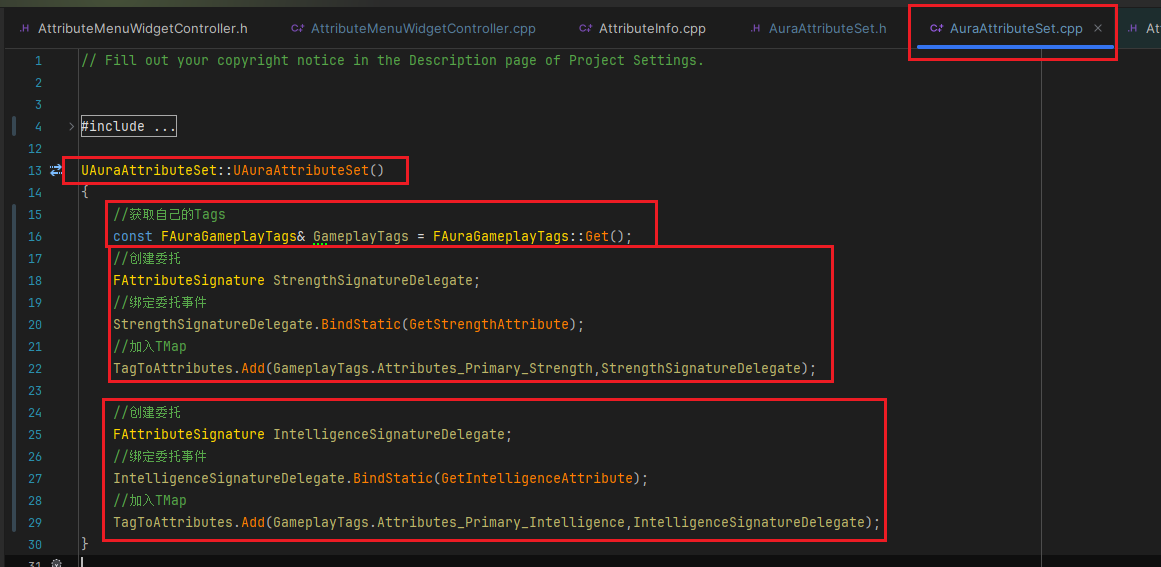 AttributeMenuWidgetController.h AttributeMenuWidgetController.cpp AttributeInfo.cpp AuraAttributeSet.h AuraAttributeSet.cpp At
1 // Fill out your copyright notice in the Description page of Project Settings.
2
3
4 #include ...
12
13 UAuraAttributeSet::UAuraAttributeSet()
14 {
15 //获取自己的Tags
16 const FAuraGameplayTags& GameplayTags = FAuraGameplayTags::Get();
17 //创建委托
18 FAttributeSignature StrengthSignatureDelegate;
19 //绑定委托事件
20 StrengthSignatureDelegate.BindStatic(GetStrengthAttribute);
21 //加入TMap
22 TagToAttributes.Add(GameplayTags.Attributes_Primary_Strength,StrengthSignatureDelegate);
23
24 //创建委托
25 FAttributeSignature IntelligenceSignatureDelegate;
26 //绑定委托事件
27 IntelligenceSignatureDelegate.BindStatic(GetIntelligenceAttribute);
28 //加入TMap
29 TagToAttributes.Add(GameplayTags.Attributes_Primary_Intelligence,IntelligenceSignatureDelegate);
30 }
31